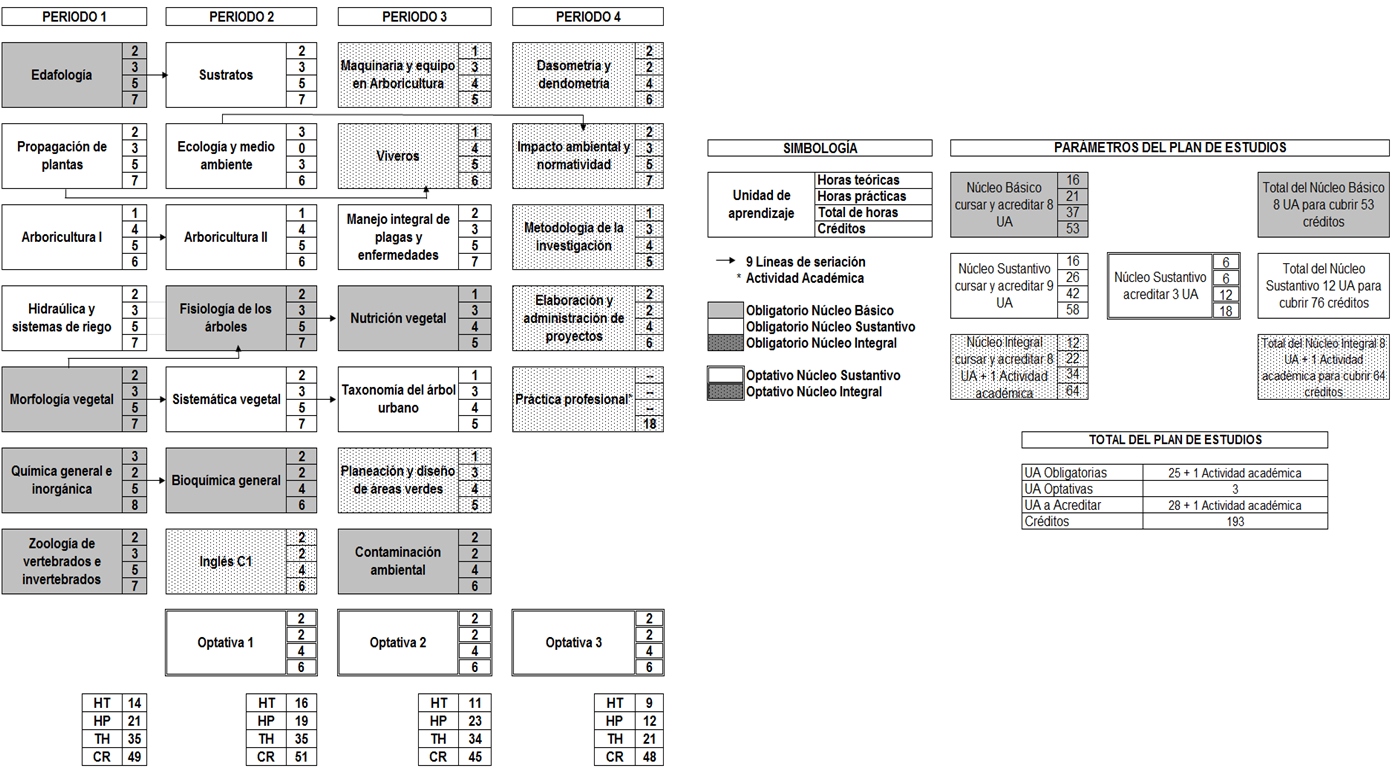 PERIODO 1
PERIODO 2
PERIODO 3
PERIODO 4
Edafología
2
3
5
7
Sustratos
2
3
5
7
Maquinaria y equipo
en Arboricultura
1
3
4
5
Dasometría y
dendometría
2
2
4
6
Propagación de
plantas
2
3
5
7
Ecología y medio
ambiente
3
0
3
6
Viveros
1
4
5
6
Impacto ambiental y
normatividad
2
3
5
7
Arboricultura I
1
4
5
6
Arboricultura II
1
4
5
6
Manejo integral de
plagas y
enfermedades
2
3
5
7
Metodología de la
investigación
1
3
4
5
Hidraúlica y
sistemas de riego
2
3
5
7
Fisiología de los
árboles
2
3
5
7
Nutrición vegetal
1
3
4
5
Elaboración y
administración de
proyectos
2
2
4
6
Morfología vegetal
2
3
5
7
Sistemática vegetal
2
3
5
7
Taxonomía del árbol
urbano
1
3
4
5
Práctica profesional*
--
--
--
18
Química general e
inorgánica
3
2
5
8
Bioquímica general
2
2
4
6
Planeación y diseño
de áreas verdes
1
3
4
5
Zoología de
vertebrados e
invertebrados
2
3
5
7
Inglés C1
2
2
4
6
Contaminación
ambiental
2
2
4
6
Optativa 1
2
2
4
6
Optativa 2
2
2
4
6
Optativa 3
2
2
4
6
HT 14
HP 21
TH 35
CR 49
HT 16
HP 19
TH 35
CR 51
HT 11
HP 23
TH 34
CR 45
HT 9
HP 12
TH 21
CR 48
SIMBOLOGÍA
Unidad de
aprendizaje
Horas teóricas
Horas prácticas
Total de horas
Créditos
9 Líneas de seriación
* Actividad Académica
Obligatorio Núcleo Básico
Obligatorio Núcleo Sustantivo
Obligatorio Núcleo Integral
Optativo Núcleo Sustantivo
Optativo Núcleo Integral
PARÁMETROS DEL PLAN DE ESTUDIOS
Núcleo Básico
cursar y acreditar 8
UA
16
21
37
53
Total del Núcleo Básico
8 UA para cubrir 53
créditos
Núcleo Sustantivo
cursar y acreditar 9
UA
16
26
42
58
Núcleo Sustantivo
acreditar 3 UA
6
6
12
18
Total del Núcleo
Sustantivo 12 UA para
cubrir 76 créditos
Núcleo Integral
cursar y acreditar 8
UA + 1 Actividad
académica
12
22
34
64
Total del Núcleo Integral 8
UA + 1 Actividad
académica para cubrir 64
créditos
TOTAL DEL PLAN DE ESTUDIOS
UA Obligatorias 25 + 1 Actividad académica
UA Optativas 3
UA a Acreditar 28 + 1 Actividad académica
Créditos 193